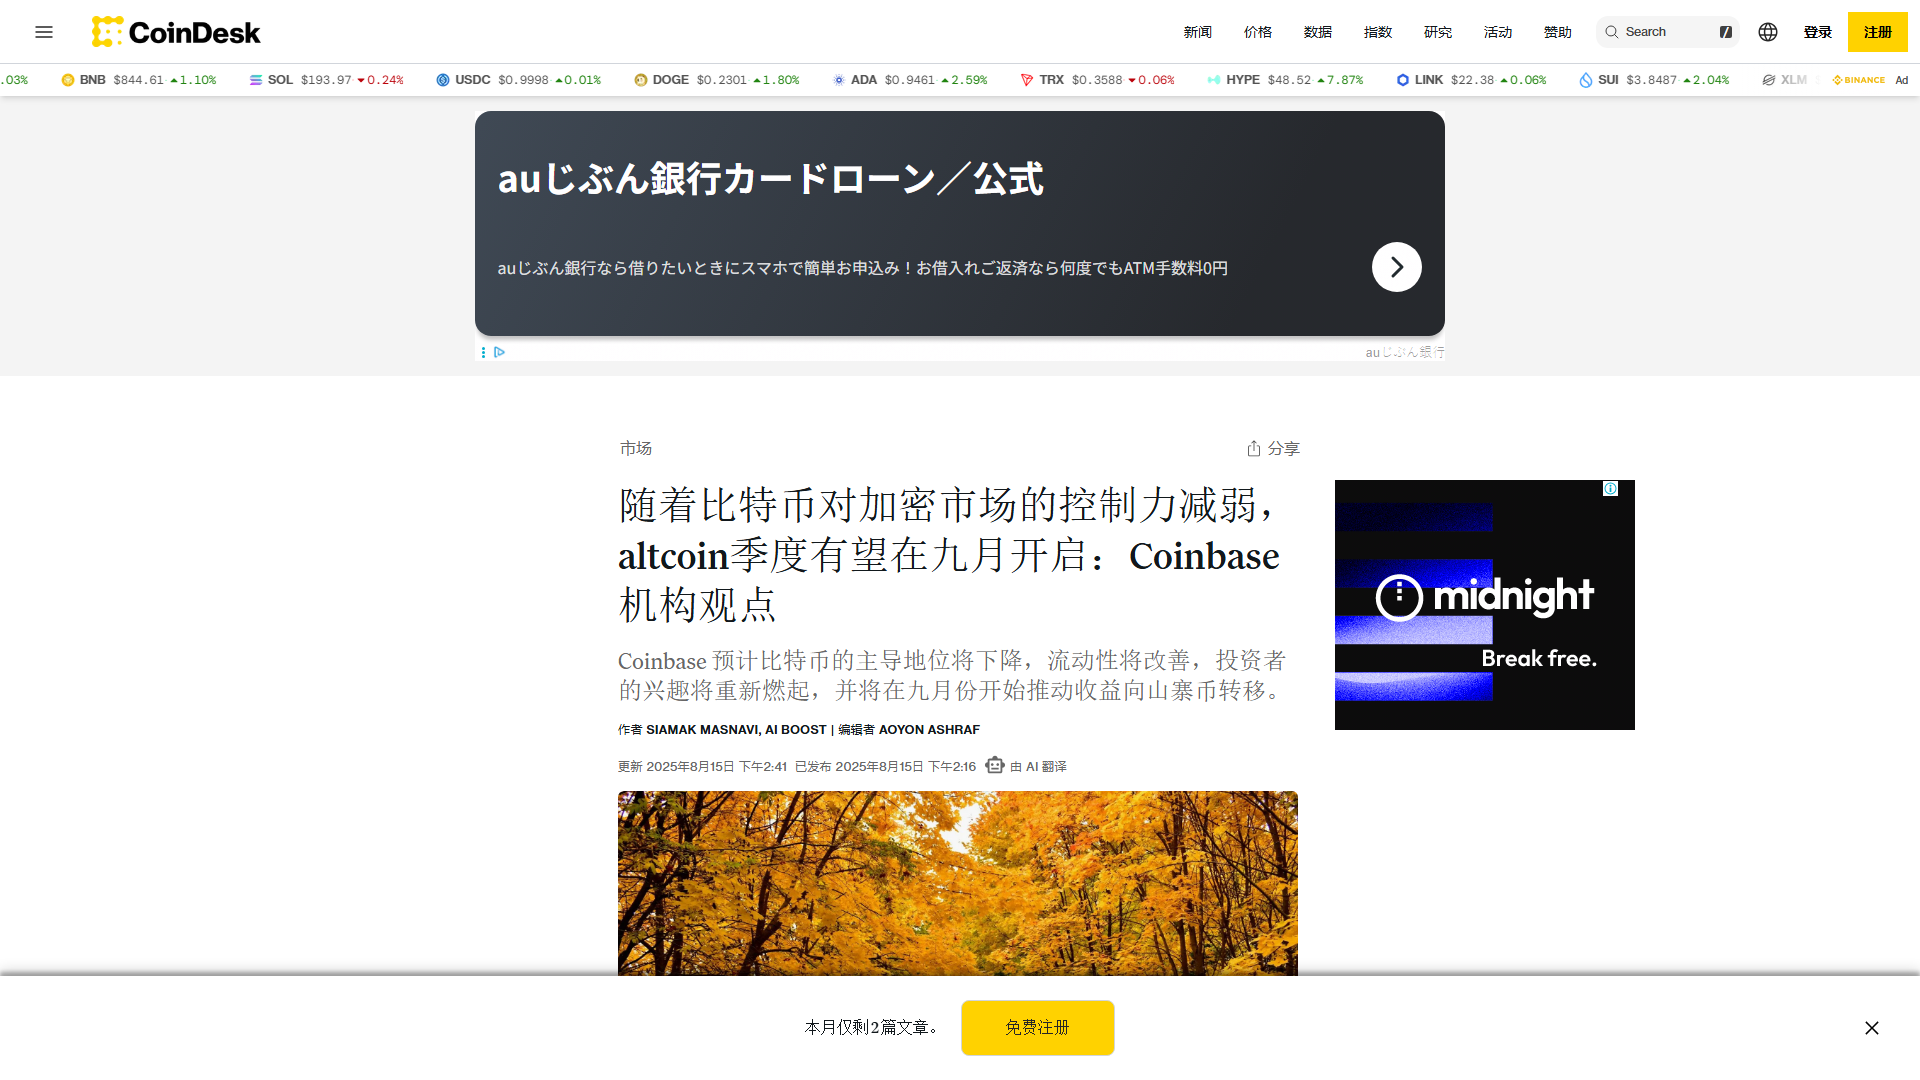 CoinDesk
新闻 价格 数据 指数 研究 活动 赞助 Search / 登录 注册
.03% BNB $844.61 1.10% SOL $193.97 0.24% USDC $0.9998 0.01% DOGE $0.2301 1.80% ADA $0.9461 2.59% TRX $0.3588 0.06% HYPE $48.52 7.87% LINK $22.38 0.06% SUI $3.8487 2.04% XLM BINANCE Ad
auじぶん銀行カードローン／公式
auじぶん銀行なら借りたいときにスマホで簡単お申込み！お借入れご返済なら何度でもATM手数料0円
auじぶん銀行
市场 分享
随着比特币对加密市场的控制力减弱，
altcoin季度有望在九月开启：Coinbase
机构观点
Coinbase 预计比特币的主导地位将下降，流动性将改善，投资者
的兴趣将重新燃起，并将在九月份开始推动收益向山寨币转移。
作者 SIAMAK MASNAVI, AI BOOST | 编辑者 AOYON ASHRAF
更新 2025年8月15日 下午2:41 已发布 2025年8月15日 下午2:16 由 AI 翻译
midnight
Break free.
本月仅剩2篇文章。 免费注册